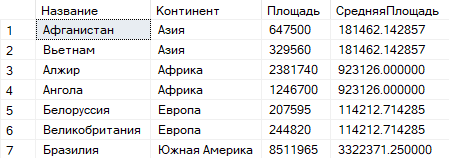 Название Континент Площадь СредняяПлощадь
1 Афганистан Азия 647500 181462.142857
2 Вьетнам Азия 329560 181462.142857
3 Алжир Африка 2381740 923126.000000
4 Ангола Африка 1246700 923126.000000
5 Белоруссия Европа 207595 114212.714285
6 Великобритания Европа 244820 114212.714285
7 Бразилия Южная Америка 8511965 3322371.250000